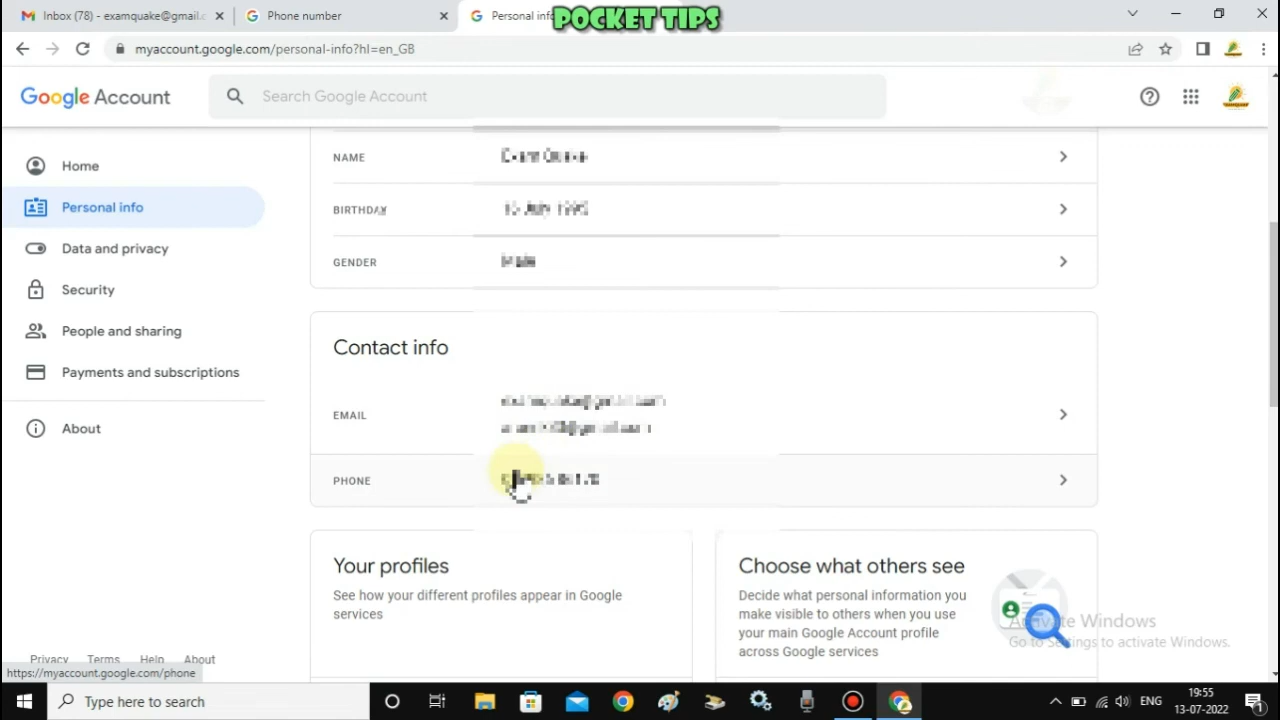 Inbox (78) - examquake@gmail.c
Phone number
Personal info
POCKET TIPS
myaccount.google.com/personal-info?hl=en_GB
Google Account
Search Google Account
Home
Personal info
Data and privacy
Security
People and sharing
Payments and subscriptions
About
NAME
BIRTHDAY
GENDER
Contact info
EMAIL
PHONE
Your profiles
See how your different profiles appear in Google
services
Choose what others see
Decide what personal information you
make visible to others when you use
your main Google Account profile
across Google services
Activate Windows
Go to Settings to activate Windows.
Privacy Terms Help About
https://myaccount.google.com/phone
Type here to search
ENG
19:55
13-07-2022
1